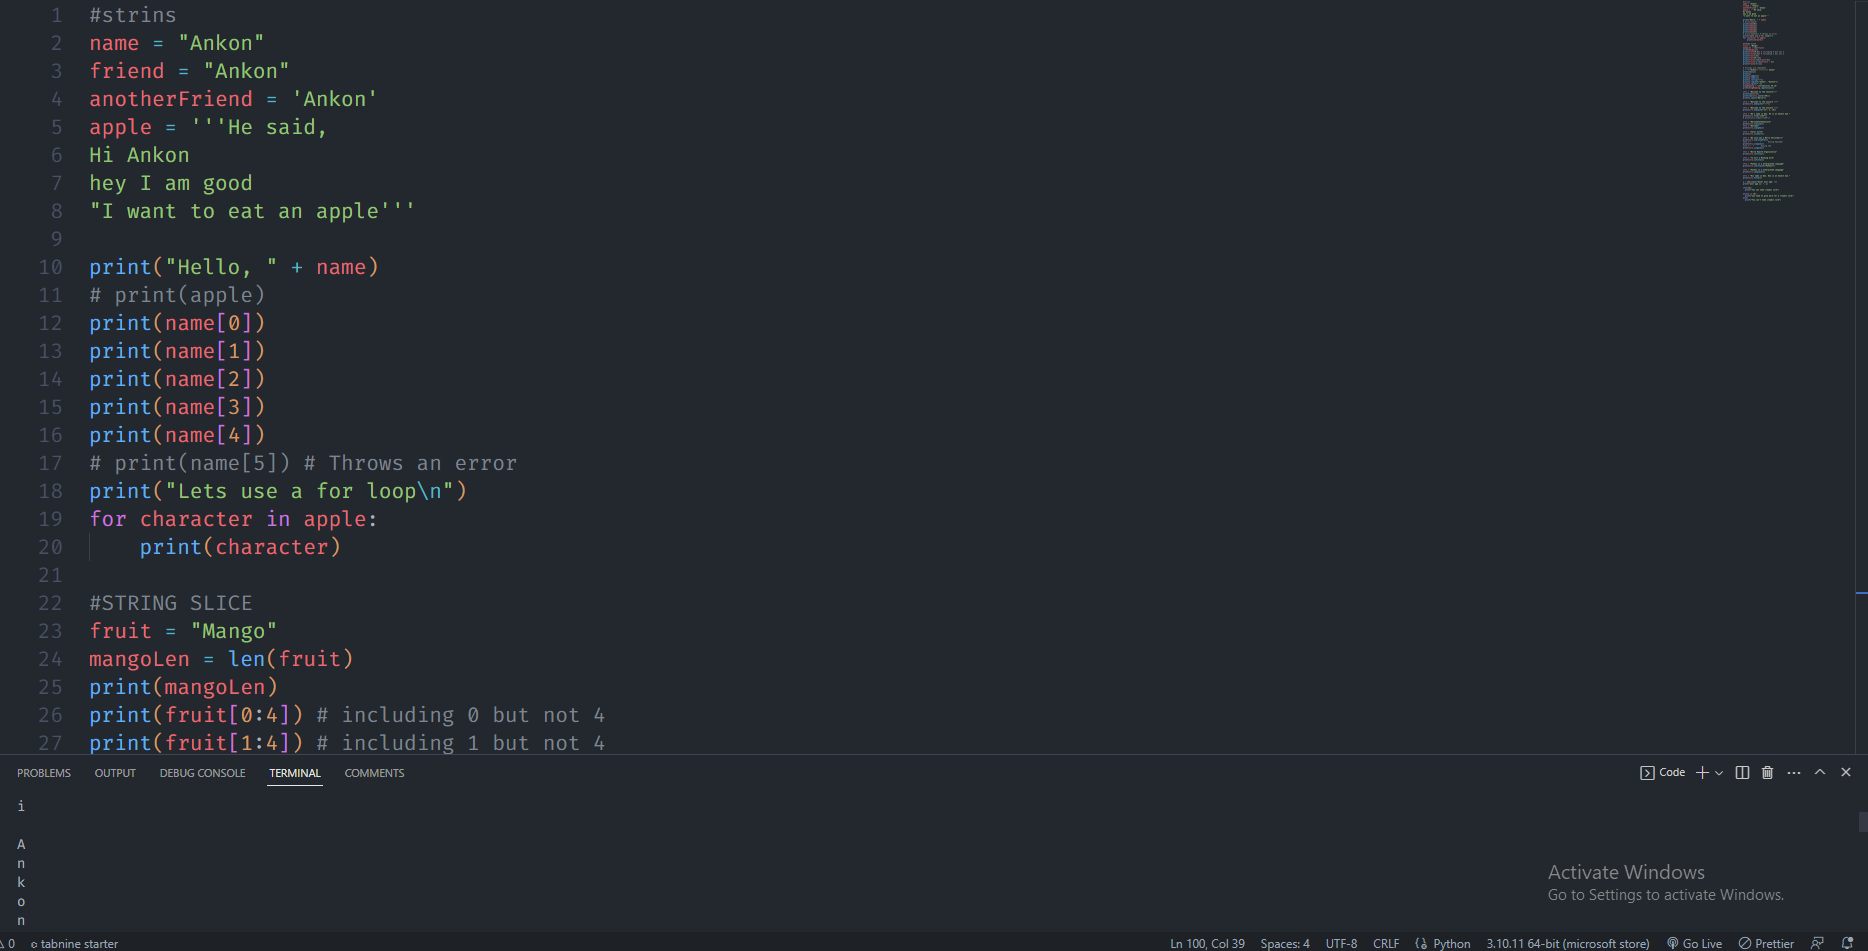 1 #strins
2 name = "Ankon"
3 friend = "Ankon"
4 anotherFriend = 'Ankon'
5 apple = '''He said,
6 Hi Ankon
7 hey I am good
8 "I want to eat an apple'''
9
10 print("Hello, " + name)
11 # print(apple)
12 print(name[0])
13 print(name[1])
14 print(name[2])
15 print(name[3])
16 print(name[4])
17 # print(name[5]) # Throws an error
18 print("Lets use a for loop\n")
19 for character in apple:
20     print(character)
21
22 #STRING SLICE
23 fruit = "Mango"
24 mangoLen = len(fruit)
25 print(mangoLen)
26 print(fruit[0:4]) # including 0 but not 4
27 print(fruit[1:4]) # including 1 but not 4
PROBLEMS OUTPUT DEBUG CONSOLE TERMINAL COMMENTS Code
i
A
n
k
o
n
Activate Windows
Go to Settings to activate Windows.
0 tabnine starter Ln 100, Col 39 Spaces: 4 UTF-8 CRLF Python 3.10.11 64-bit (microsoft store) Go Live Prettier